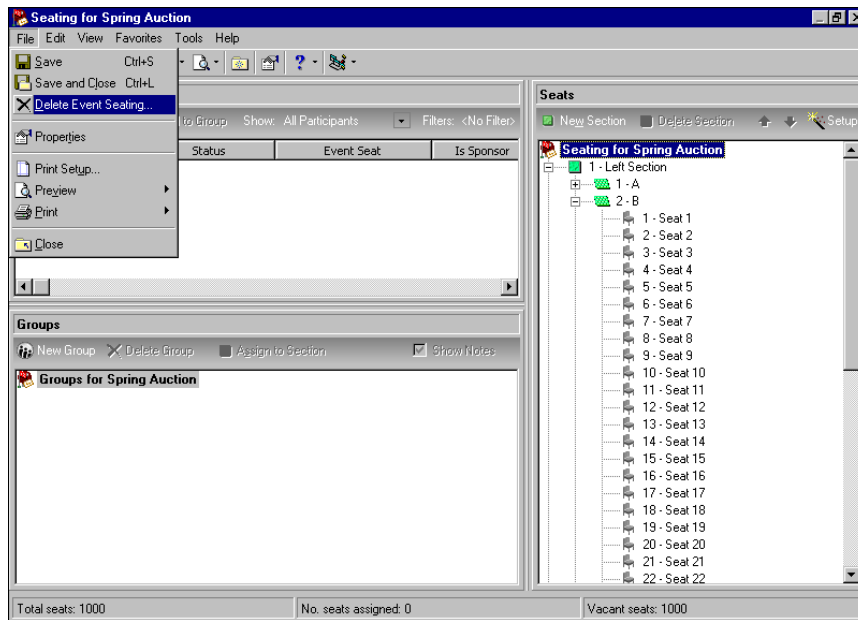 Seating for Spring Auction
File Edit View Favorites Tools Help
Save Ctrl+S
Save and Close Ctrl+L
Delete Event Seating...
Properties
Print Setup...
Preview
Print
Close
to Group Show: All Participants Filters: <No Filter>
Status Event Seat Is Sponsor
Groups
New Group Delete Group Assign to Section Show Notes
Groups for Spring Auction
Seats
New Section Delete Section Setup
Seating for Spring Auction
1 - Left Section
1 - A
2 - B
1 - Seat 1
2 - Seat 2
3 - Seat 3
4 - Seat 4
5 - Seat 5
6 - Seat 6
7 - Seat 7
8 - Seat 8
9 - Seat 9
10 - Seat 10
11 - Seat 11
12 - Seat 12
13 - Seat 13
14 - Seat 14
15 - Seat 15
16 - Seat 16
17 - Seat 17
18 - Seat 18
19 - Seat 19
20 - Seat 20
21 - Seat 21
22 - Seat 22
Total seats: 1000 No. seats assigned: 0 Vacant seats: 1000